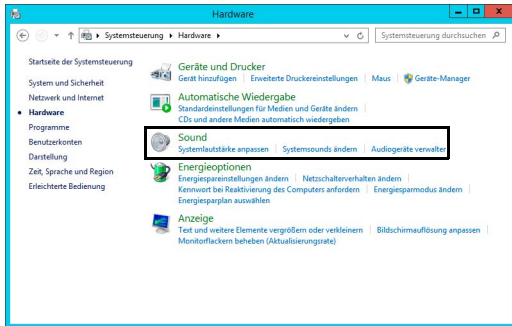 Hardware
Systemsteuerung Hardware Systemsteuerung durchsuchen
Startseite der Systemsteuerung
System und Sicherheit
Netzwerk und Internet
Hardware
Programme
Benutzerkonten
Darstellung
Zeit, Sprache und Region
Erleichterte Bedienung
Geräte und Drucker
Gerät hinzufügen Erweiterte Druckereinstellungen Maus Geräte-Manager
Automatische Wiedergabe
Standardeinstellungen für Medien und Geräte ändern
CDs und andere Medien automatisch wiedergeben
Sound
Systemlautstärke anpassen Systemsounds ändern Audiogeräte verwalten
Energieoptionen
Energiespareinstellungen ändern Netzschalterverhalten ändern
Kennwort bei Reaktivierung des Computers anfordern Energiesparmodus ändern
Energiesparplan auswählen
Anzeige
Text und weitere Elemente vergrößern oder verkleinern Bildschirmauflösung anpassen
Monitorflackern beheben (Aktualisierungsrate)